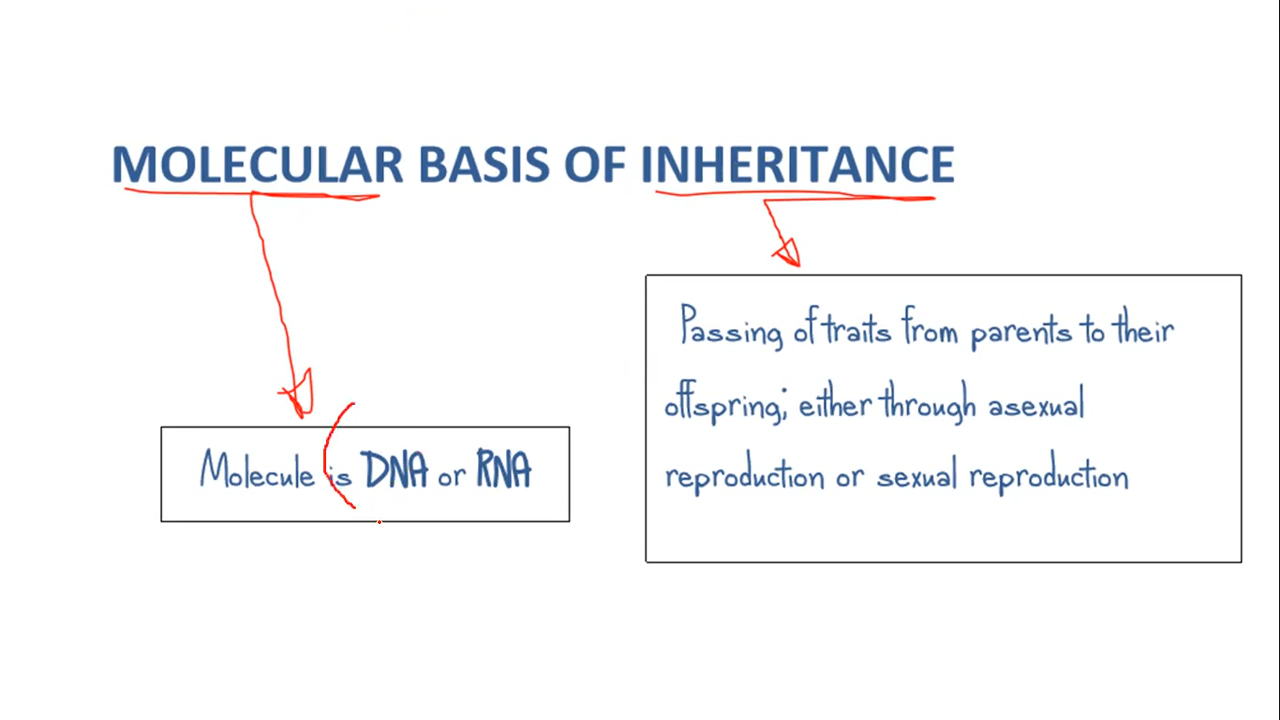 MOLECULAR BASIS OF INHERITANCE
Passing of traits from parents to their
offspring; either through asexual
reproduction or sexual reproduction
Molecule is DNA or RNA